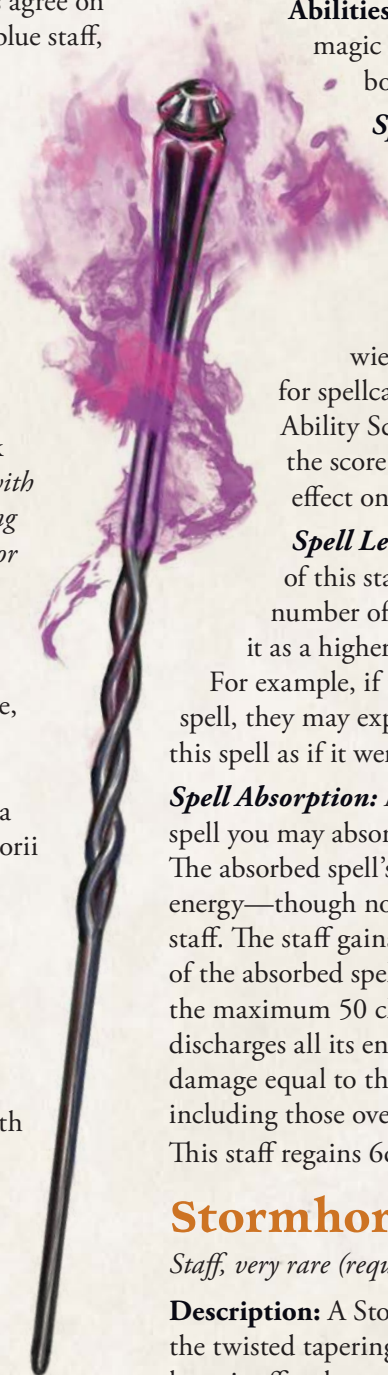 agree on
blue staff,
with
or
e,
a
orii
th
Abilities
magic
bo
Sp
wie
for spellca
Ability Sc
the score
effect on
Spell Le
of this sta
number of
it as a higher
For example, if
spell, they may exp
this spell as if it wer
Spell Absorption:
spell you may absor
The absorbed spell's
energy—though no
staff. The staff gain
of the absorbed spel
the maximum 50 c
discharges all its en
damage equal to th
including those ove
This staff regains 6
Stormhor
Staff, very rare (requ
Description: A Sto
the twisted tapering